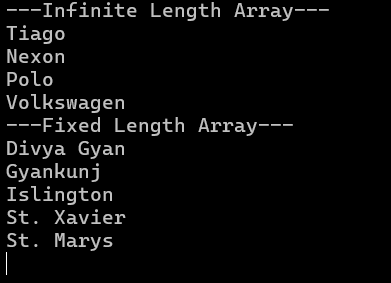 ---Infinite Length Array---
Tiago
Nexon
Polo
Volkswagen
---Fixed Length Array---
Divya Gyan
Gyankunj
Islington
St. Xavier
St. Marys